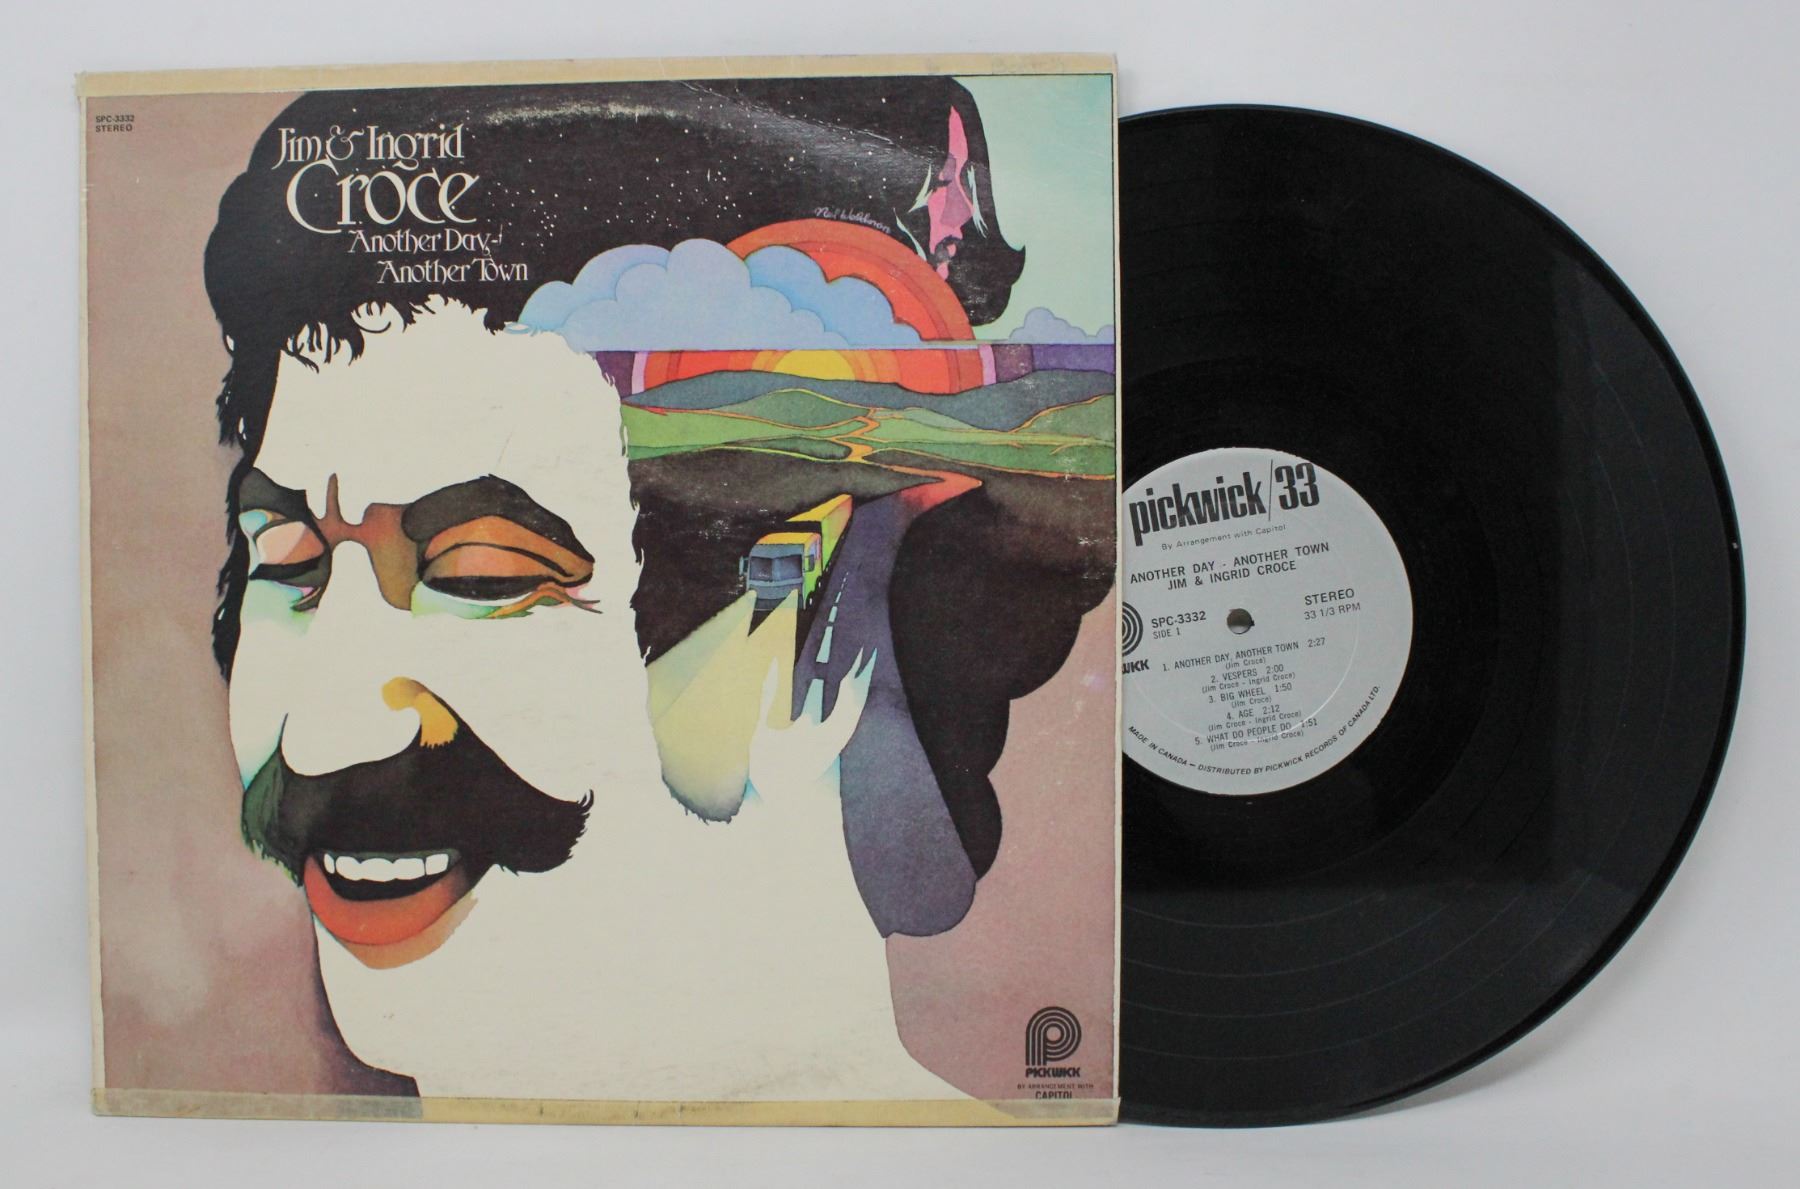 SPC-3332
STEREO
Jim & Ingrid
Croce
Another Day-
Another Town
Nel Waldman
PICKWICK
BY ARRANGEMENT WITH
CAPITOL
pickwick/33
By Arrangement with Capitol
ANOTHER DAY - ANOTHER TOWN
JIM & INGRID CROCE
SPC-3332
SIDE 1
STEREO
33 1/3 RPM
WICK
1. ANOTHER DAY, ANOTHER TOWN 2:27
(Jim Croce)
2. VESPERS 2:00
(Jim Croce - Ingrid Croce)
3. BIG WHEEL 1:50
(Jim Croce)
4. AGE 2:12
(Jim Croce - Ingrid Croce)
5. WHAT DO PEOPLE DO 1:51
(Jim Croce - Ingrid Croce)
MADE IN CANADA — DISTRIBUTED BY PICKWICK RECORDS OF CANADA LTD.